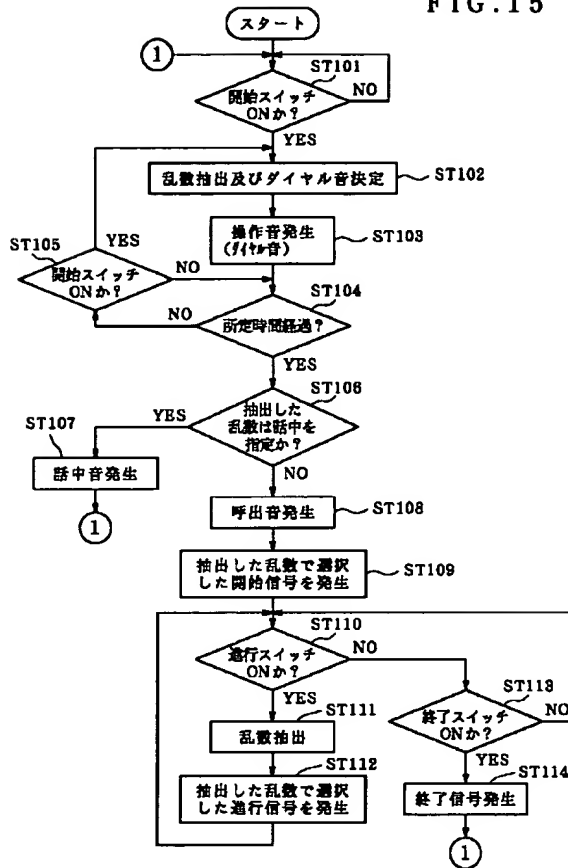 FIG.15
スタート
1
ST101
開始スイッチ
ONか?
NO
YES
乱数抽出及びダイヤル音決定
ST102
操作音発生
(ダイヤル音)
ST103
ST105
YES
開始スイッチ
ONか?
NO
ST104
NO
所定時間経過?
YES
ST106
抽出した
乱数は話中を
指定か?
YES
ST107
NO
話中音発生
1
呼出音発生
ST108
抽出した乱数で選択
した開始信号を発生
ST109
ST110
進行スイッチ
ONか?
NO
YES
ST111
乱数抽出
ST112
抽出した乱数で選択
した進行信号を発生
ST113
終了スイッチ
ONか?
NO
YES
ST114
終了信号発生
1